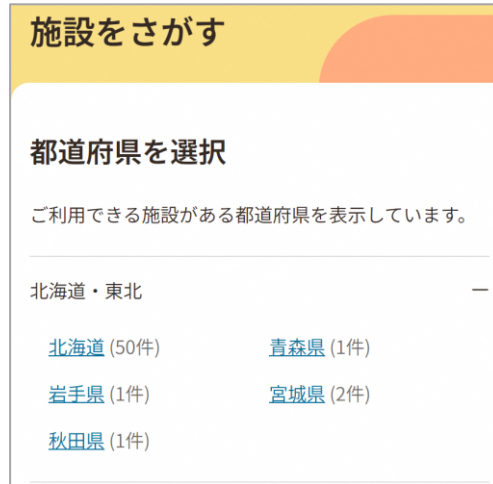 施設をさがす
都道府県を選択
ご利用できる施設がある都道府県を表示しています。
北海道・東北
北海道 (50件) 青森県 (1件)
岩手県 (1件) 宮城県 (2件)
秋田県 (1件)